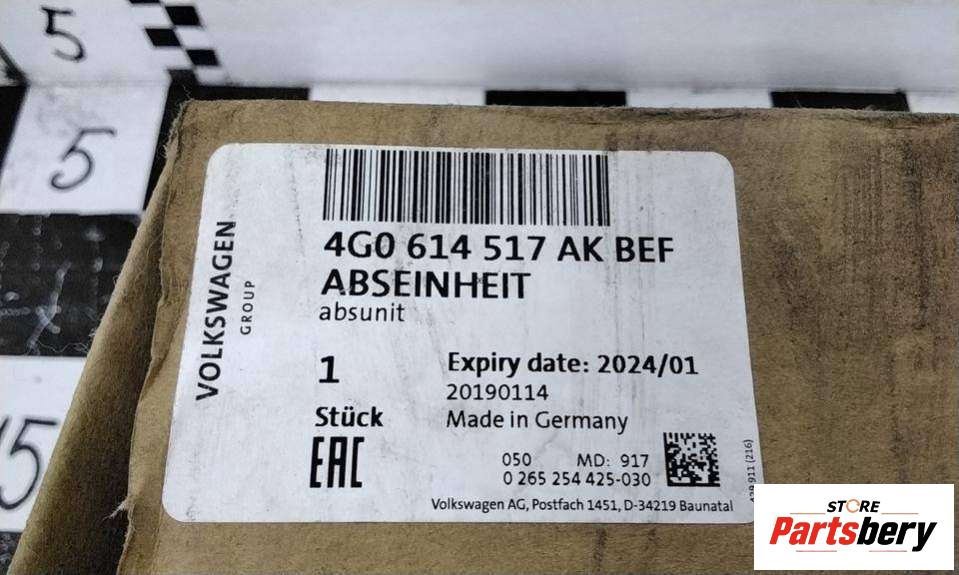 5
5
15
VOLKSWAGEN
GROUP
4G0 614 517 AK BEF
ABSEINHEIT
absunit
1
Stück
Expiry date: 2024/01
20190114
Made in Germany
EAC
050 MD: 917
0 265 254 425-030
Volkswagen AG, Postfach 1451, D-34219 Baunatal
911 (216)
STORE
Partsbery